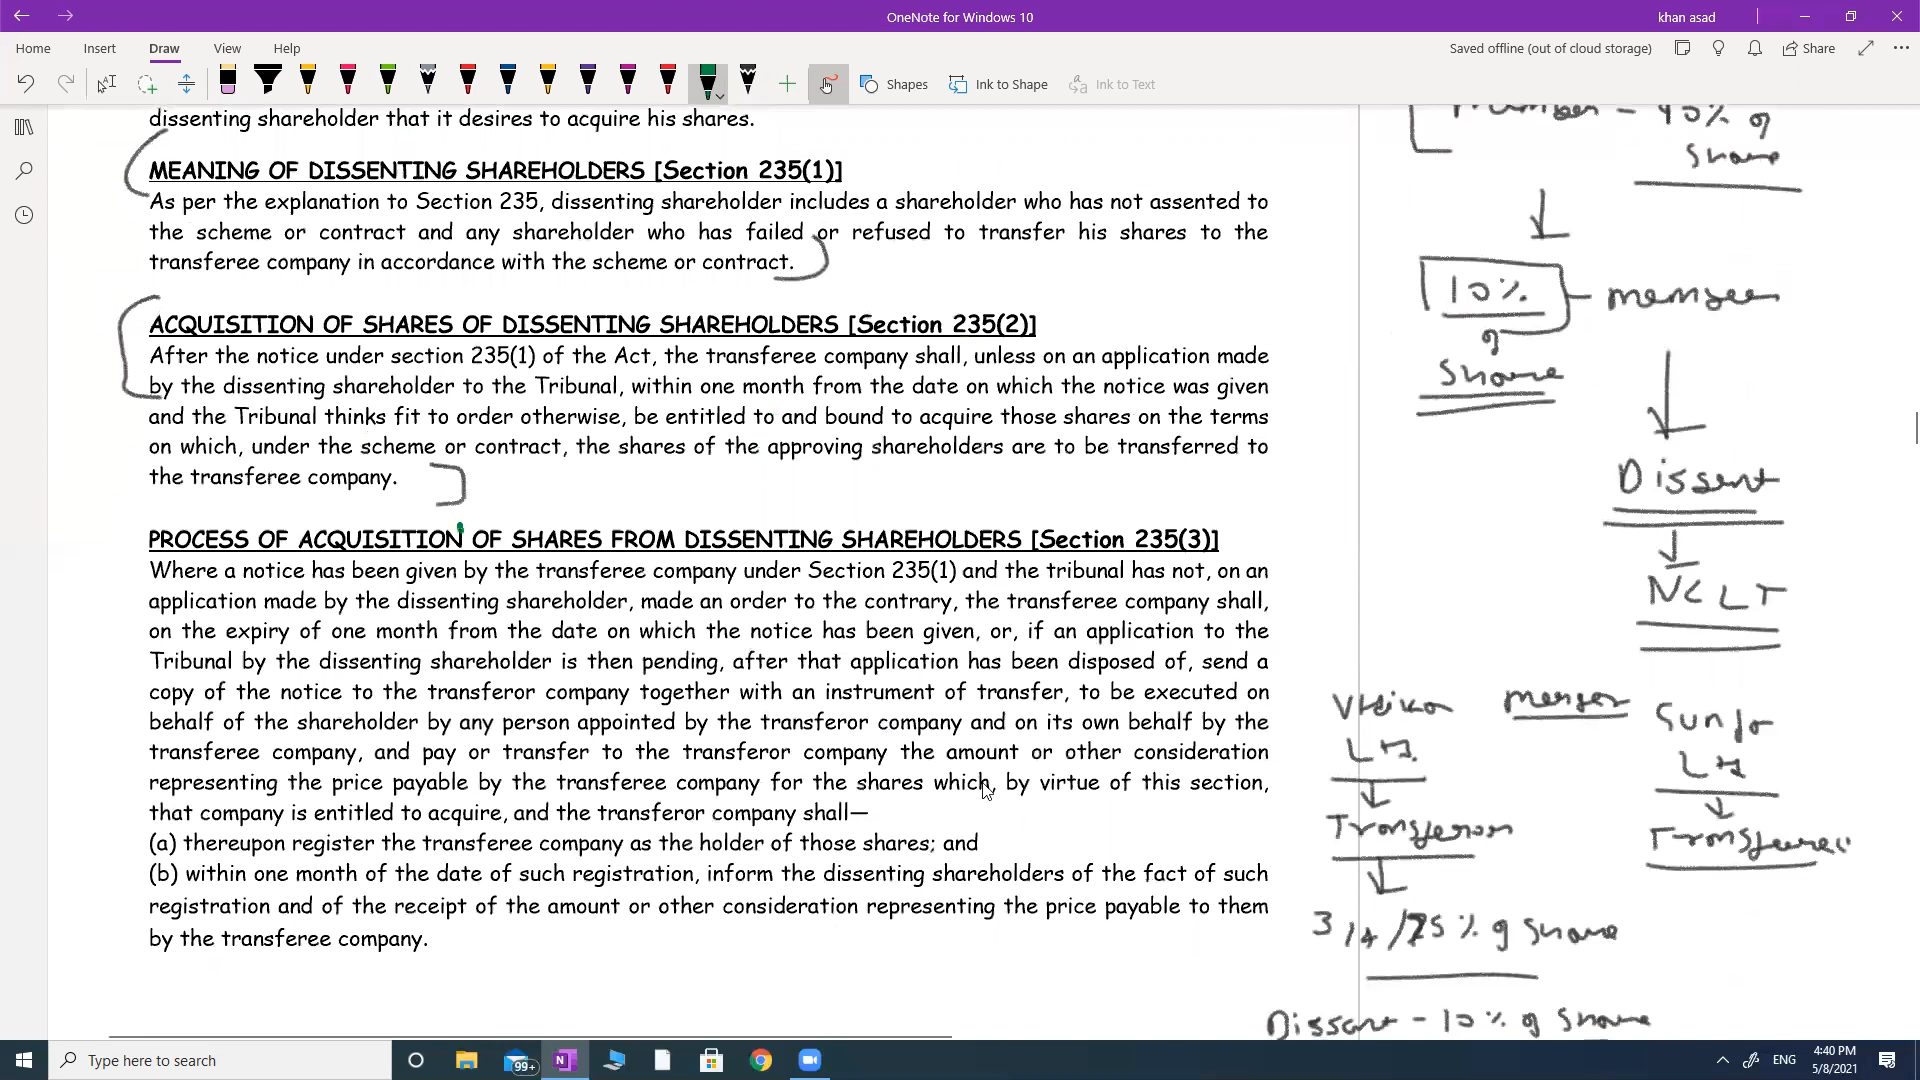 OneNote for Windows 10
khan asad
Home
Insert
Draw
View
Help
Saved offline (out of cloud storage)
Share
Shapes
Ink to Shape
Ink to Text
dissenting shareholder that it desires to acquire his shares.
MEANING OF DISSENTING SHAREHOLDERS [Section 235(1)]
As per the explanation to Section 235, dissenting shareholder includes a shareholder who has not assented to
the scheme or contract and any shareholder who has failed or refused to transfer his shares to the
transferee company in accordance with the scheme or contract.
ACQUISITION OF SHARES OF DISSENTING SHAREHOLDERS [Section 235(2)]
After the notice under section 235(1) of the Act, the transferee company shall, unless on an application made
by the dissenting shareholder to the Tribunal, within one month from the date on which the notice was given
and the Tribunal thinks fit to order otherwise, be entitled to and bound to acquire those shares on the terms
on which, under the scheme or contract, the shares of the approving shareholders are to be transferred to
the transferee company.
PROCESS OF ACQUISITION OF SHARES FROM DISSENTING SHAREHOLDERS [Section 235(3)]
Where a notice has been given by the transferee company under Section 235(1) and the tribunal has not, on an
application made by the dissenting shareholder, made an order to the contrary, the transferee company shall,
on the expiry of one month from the date on which the notice has been given, or, if an application to the
Tribunal by the dissenting shareholder is then pending, after that application has been disposed of, send a
copy of the notice to the transferor company together with an instrument of transfer, to be executed on
behalf of the shareholder by any person appointed by the transferor company and on its own behalf by the
transferee company, and pay or transfer to the transferor company the amount or other consideration
representing the price payable by the transferee company for the shares which, by virtue of this section,
that company is entitled to acquire, and the transferor company shall—
(a) thereupon register the transferee company as the holder of those shares; and
(b) within one month of the date of such registration, inform the dissenting shareholders of the fact of such
registration and of the receipt of the amount or other consideration representing the price payable to them
by the transferee company.
Share
10%
Share
Dissent
NCLT
merger
Transferor
3/4/75% of Share
Dissent - 10% of Share
Type here to search
99+
ENG
4:40 PM
5/8/2021